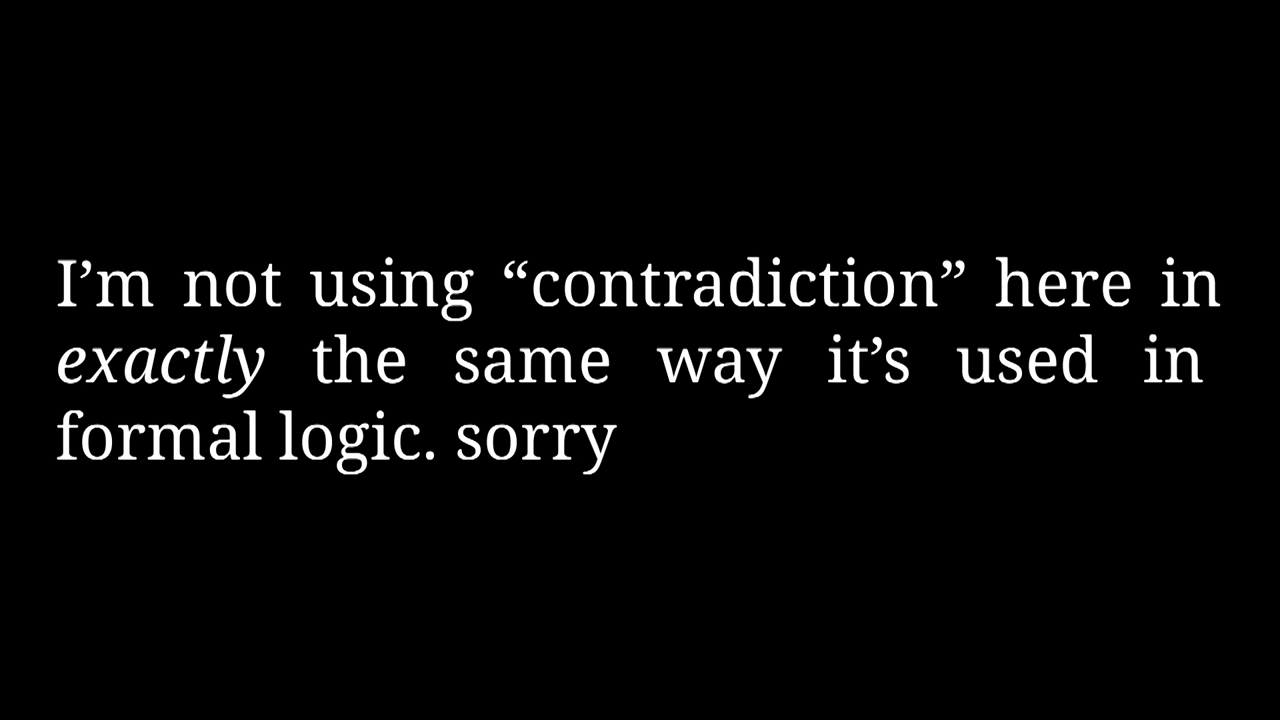 I’m not using “contradiction” here in
exactly the same way it’s used in
formal logic. sorry